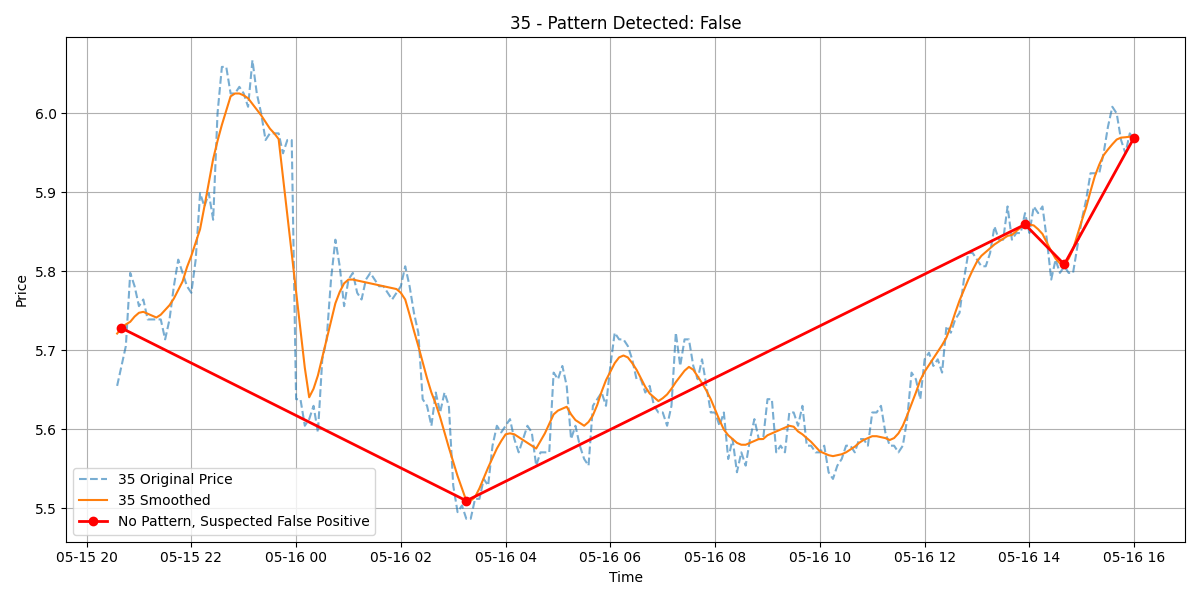 35 - Pattern Detected: False
Price
6.0
5.9
5.8
5.7
5.6
5.5
35 Original Price
35 Smoothed
No Pattern, Suspected False Positive
05-15 20 05-15 22 05-16 00 05-16 02 05-16 04 05-16 06 05-16 08 05-16 10 05-16 12 05-16 14 05-16 16
Time